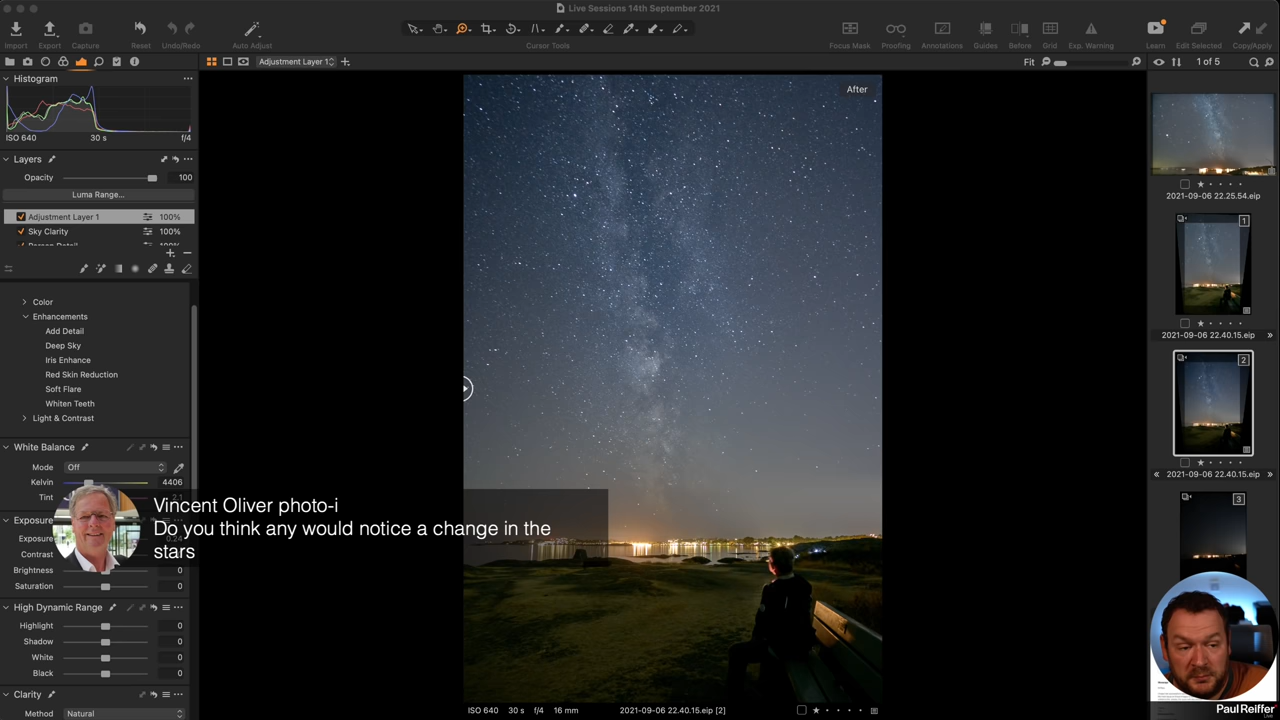 Live Sessions 14th September 2021
Import
Export
Capture
Reset
Undo/Redo
Auto Adjust
Cursor Tools
Focus Mask
Proofing
Annotations
Guides
Before
Grid
Exp. Warning
Learn
Edit Selected
Copy/Apply
Adjustment Layer 1
Fit
1 of 5
Histogram
ISO 640 30 s f/4
Layers
Opacity 100
Luma Range...
Adjustment Layer 1 100%
Sky Clarity 100%
Color
Enhancements
Add Detail
Deep Sky
Iris Enhance
Red Skin Reduction
Soft Flare
Whiten Teeth
Light & Contrast
White Balance
Mode Off
Kelvin 4406
Tint
Exposure
Exposure
Contrast
Brightness 0
Saturation 0
High Dynamic Range
Highlight 0
Shadow 0
White 0
Black 0
Clarity
Method Natural
Vincent Oliver photo-i
Do you think any would notice a change in the
stars
After
ISO 640 30 s f/4 16 mm 2021-09-06 22.40.15.eip [2]
2021-09-06 22.25.54.eip
1
2021-09-06 22.40.15.eip
2
2021-09-06 22.40.15.eip
3
Paul Reiffer
Live